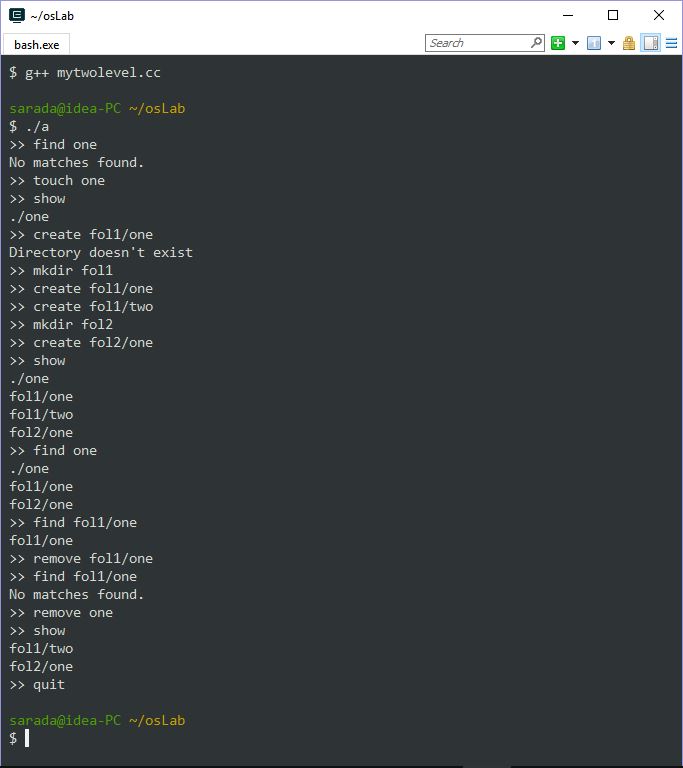 ~/osLab
bash.exe
Search
$ g++ mytwolevel.cc
sarada@idea-PC ~/osLab
$ ./a
>> find one
No matches found.
>> touch one
>> show
./one
>> create fol1/one
Directory doesn't exist
>> mkdir fol1
>> create fol1/one
>> create fol1/two
>> mkdir fol2
>> create fol2/one
>> show
./one
fol1/one
fol1/two
fol2/one
>> find one
./one
fol1/one
fol2/one
>> find fol1/one
fol1/one
>> remove fol1/one
>> find fol1/one
No matches found.
>> remove one
>> show
fol1/two
fol2/one
>> quit
sarada@idea-PC ~/osLab
$